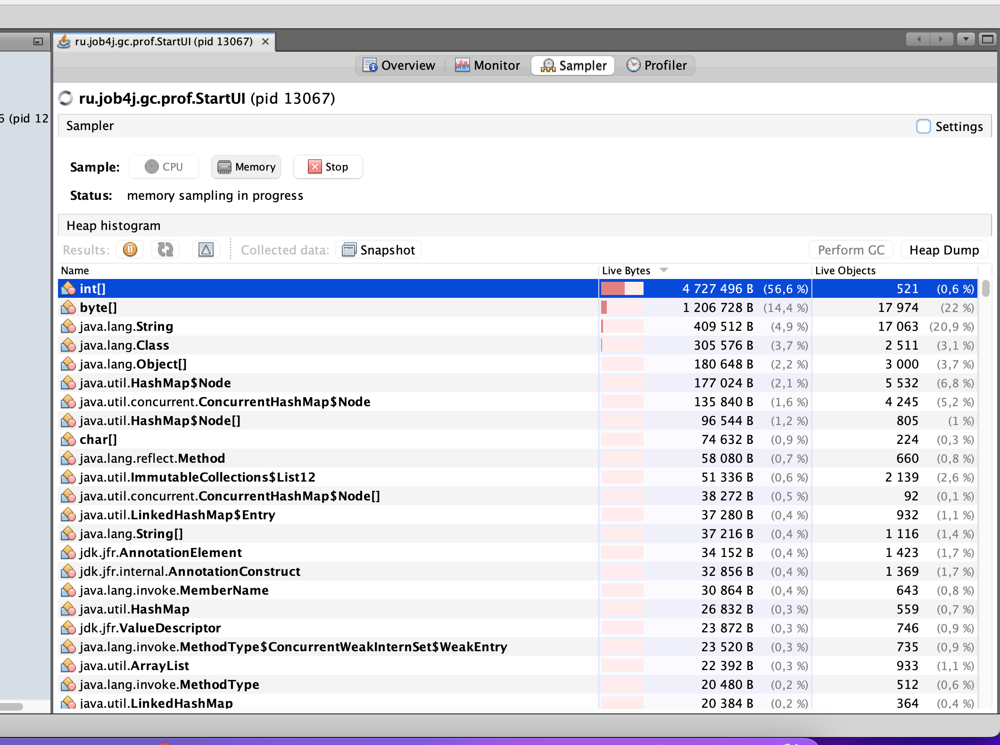 ru.job4j.gc.prof.StartUI (pid 13067)
Overview Monitor Sampler Profiler
ru.job4j.gc.prof.StartUI (pid 13067)
6 (pid 12
Sampler Settings
Sample: CPU Memory Stop
Status: memory sampling in progress
Heap histogram
Results: Collected data: Snapshot Perform GC Heap Dump
Name Live Bytes Live Objects
int[] 4 727 496 B (56,6 %) 521 (0,6 %)
byte[] 1 206 728 B (14,4 %) 17 974 (22 %)
java.lang.String 409 512 B (4,9 %) 17 063 (20,9 %)
java.lang.Class 305 576 B (3,7 %) 2 511 (3,1 %)
java.lang.Object[] 180 648 B (2,2 %) 3 000 (3,7 %)
java.util.HashMap$Node 177 024 B (2,1 %) 5 532 (6,8 %)
java.util.concurrent.ConcurrentHashMap$Node 135 840 B (1,6 %) 4 245 (5,2 %)
java.util.HashMap$Node[] 96 544 B (1,2 %) 805 (1 %)
char[] 74 632 B (0,9 %) 224 (0,3 %)
java.lang.reflect.Method 58 080 B (0,7 %) 660 (0,8 %)
java.util.ImmutableCollections$List12 51 336 B (0,6 %) 2 139 (2,6 %)
java.util.concurrent.ConcurrentHashMap$Node[] 38 272 B (0,5 %) 92 (0,1 %)
java.util.LinkedHashMap$Entry 37 280 B (0,4 %) 932 (1,1 %)
java.lang.String[] 37 216 B (0,4 %) 1 116 (1,4 %)
jdk.jfr.AnnotationElement 34 152 B (0,4 %) 1 423 (1,7 %)
jdk.jfr.internal.AnnotationConstruct 32 856 B (0,4 %) 1 369 (1,7 %)
java.lang.invoke.MemberName 30 864 B (0,4 %) 643 (0,8 %)
java.util.HashMap 26 832 B (0,3 %) 559 (0,7 %)
jdk.jfr.ValueDescriptor 23 872 B (0,3 %) 746 (0,9 %)
java.lang.invoke.MethodType$ConcurrentWeakInternSet$WeakEntry 23 520 B (0,3 %) 735 (0,9 %)
java.util.ArrayList 22 392 B (0,3 %) 933 (1,1 %)
java.lang.invoke.MethodType 20 480 B (0,2 %) 512 (0,6 %)
java.util.LinkedHashMap 20 384 B (0,2 %) 364 (0,4 %)